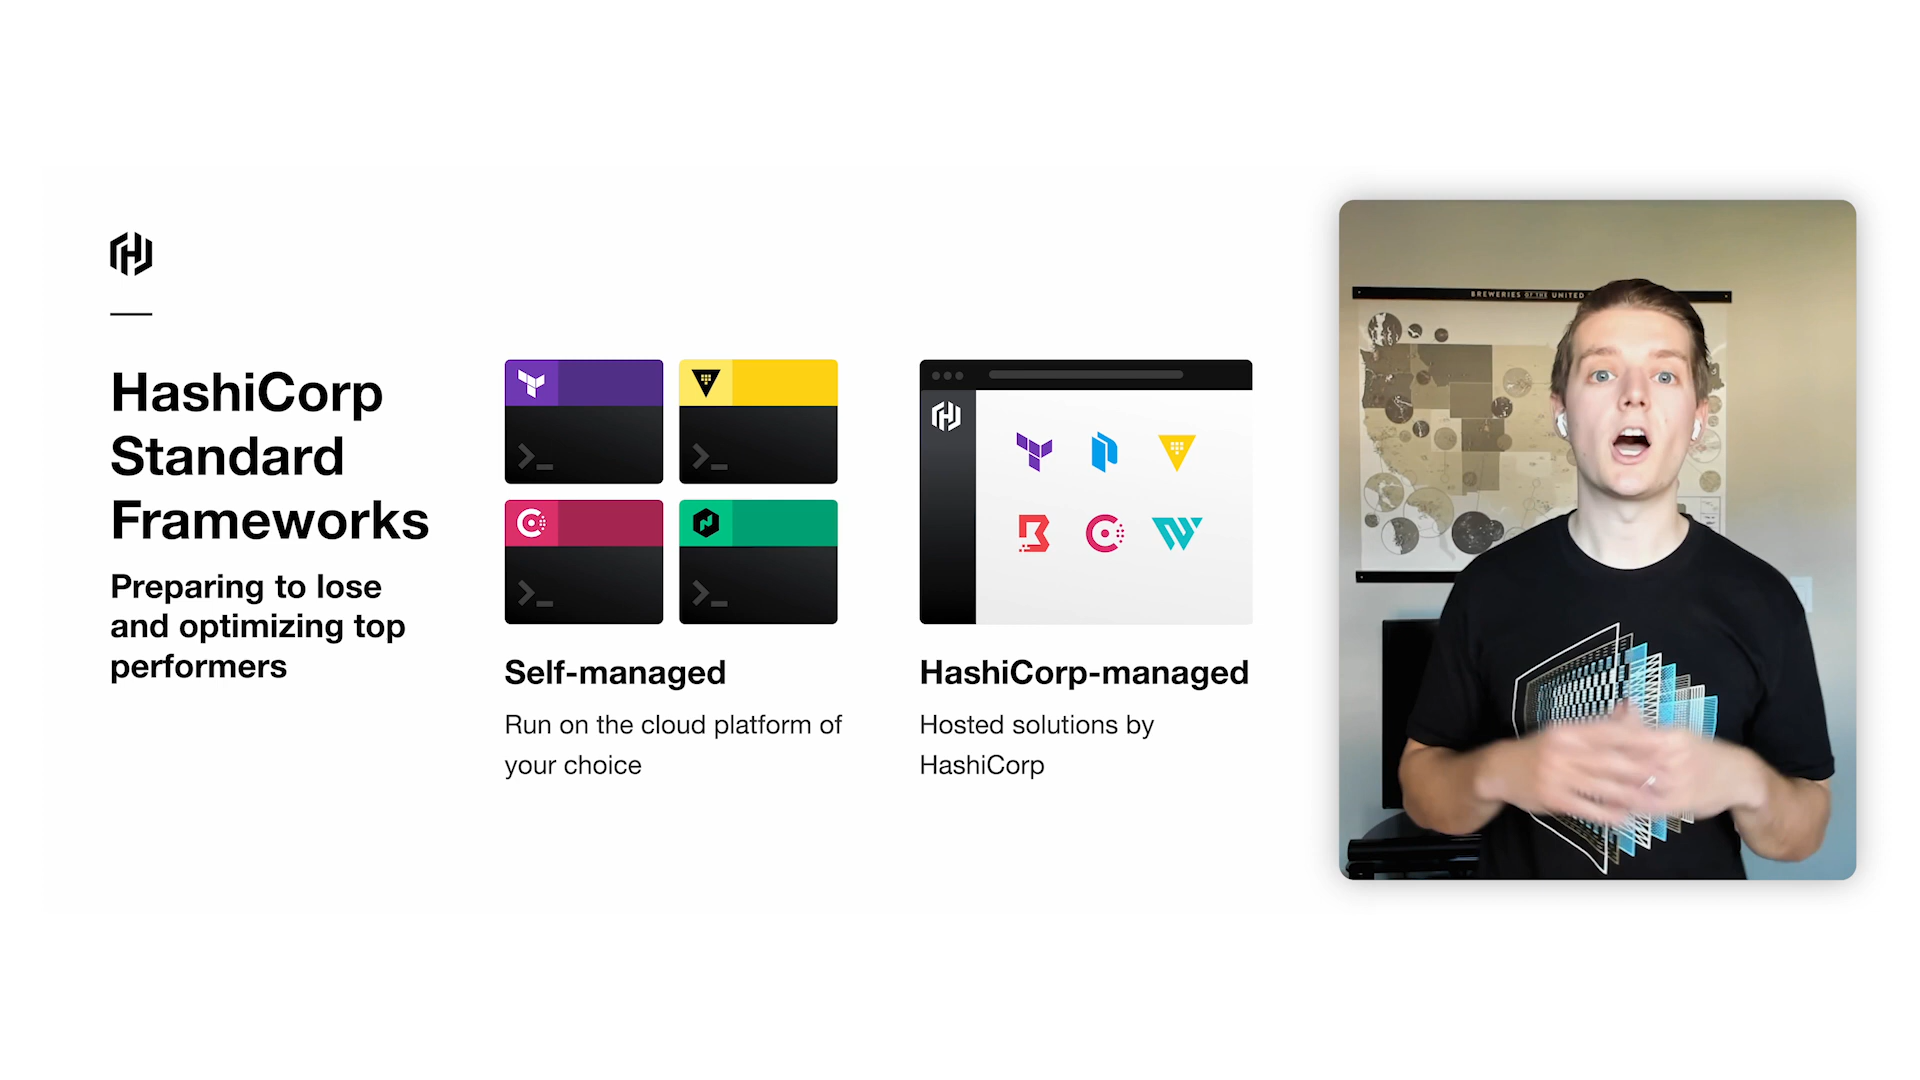 HashiCorp
Standard
Frameworks
Preparing to lose
and optimizing top
performers
Self-managed
Run on the cloud platform of
your choice
HashiCorp-managed
Hosted solutions by
HashiCorp
BREWERIES OF THE UNITED